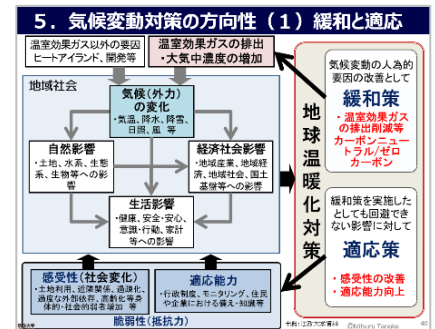 5．気候変動対策の方向性（1）緩和と適応
温室効果ガス以外の要因
ヒートアイランド、開発等
温室効果ガスの排出
・大気中濃度の増加
地域社会
気候（外力）
の変化
・気温、降水、降雪、
日照、風 等
自然影響
・土地、水系、生態
系、生物等への影
響
経済社会影響
・地域産業、地域経
済、地域社会、国土
基盤等への影響
生活影響
・健康、安全・安心、
意識・行動、家計
等への影響
感受性（社会変化）
・土地利用、近隣関係、過疎化、
過度な外部依存、高齢化等身
体的・社会的弱者増加 等
適応能力
・行政制度、モニタリング、住民
や企業における備え・知識等
脆弱性（抵抗力）
地球温暖化対策
気候変動の人為的
要因の改善として
緩和策
・温室効果ガス
の排出削減等
カーボンニュー
トラル/ゼロ
カーボン
緩和策を実施した
としても回避でき
ない影響に対して
適応策
・感受性の改善
・適応能力向上
©Mitsuru Tanaka